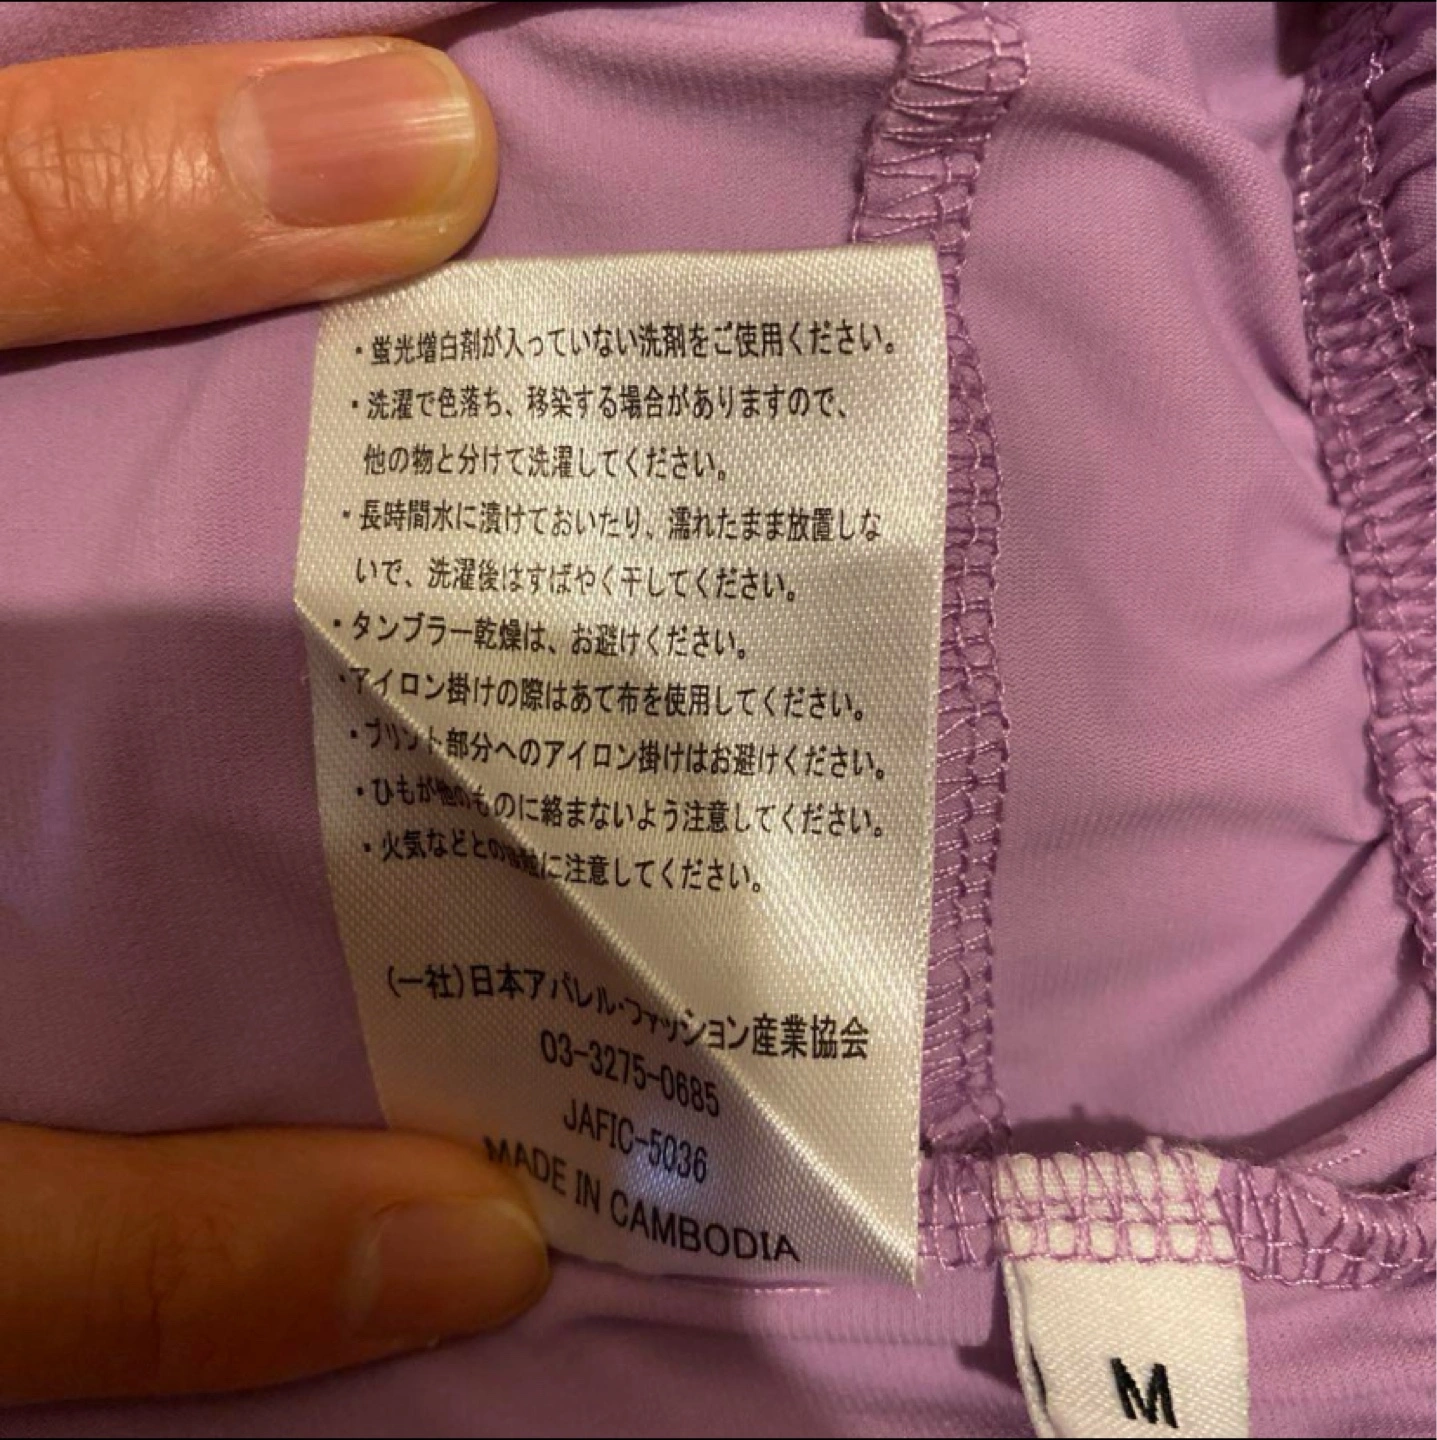 ・蛍光増白剤が入っていない洗剤をご使用ください。
・洗濯で色落ち、移染する場合がありますので、
他の物と分けて洗濯してください。
・長時間水に漬けておいたり、濡れたまま放置しな
いで、洗濯後はすばやく干してください。
・タンブラー乾燥は、お避けください。
・アイロン掛けの際はあて布を使用してください。
・プリント部分へのアイロン掛けはお避けください。
・ひもが他のものに絡まないよう注意してください。
・火気などとの接触に注意してください。
(一社)日本アパレル・ファッション産業協会
03-3275-0685
JAFIC-5036
MADE IN CAMBODIA
M